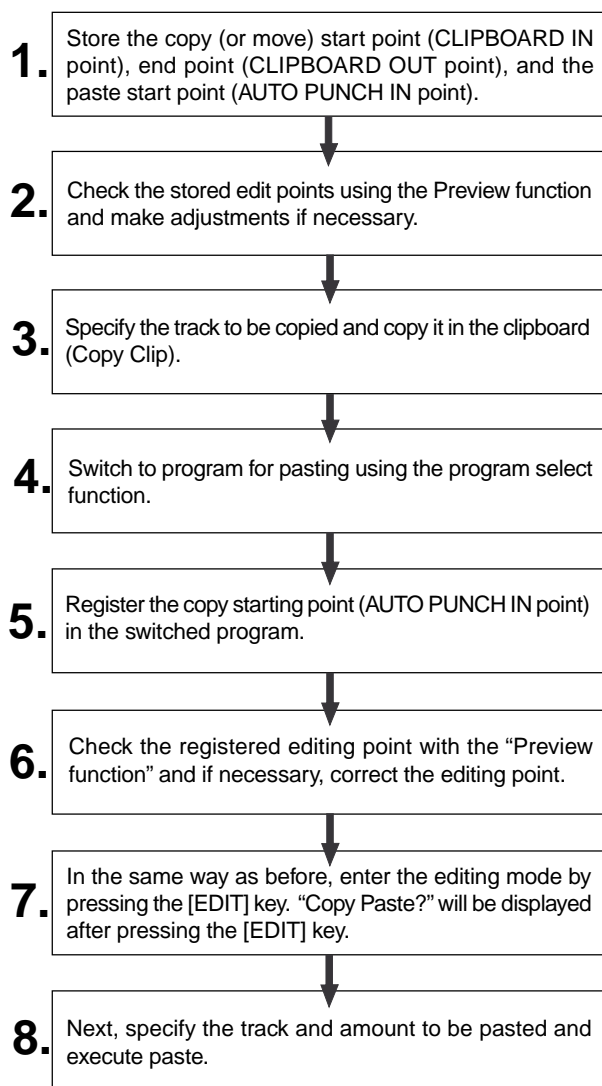 1. Store the copy (or move) start point (CLIPBOARD IN
point), end point (CLIPBOARD OUT point), and the
paste start point (AUTO PUNCH IN point).
2. Check the stored edit points using the Preview function
and make adjustments if necessary.
3. Specify the track to be copied and copy it in the clipboard
(Copy Clip).
4. Switch to program for pasting using the program select
function.
5. Register the copy starting point (AUTO PUNCH IN point)
in the switched program.
6. Check the registered editing point with the “Preview
function” and if necessary, correct the editing point.
7. In the same way as before, enter the editing mode by
pressing the [EDIT] key. “Copy Paste?” will be displayed
after pressing the [EDIT] key.
8. Next, specify the track and amount to be pasted and
execute paste.